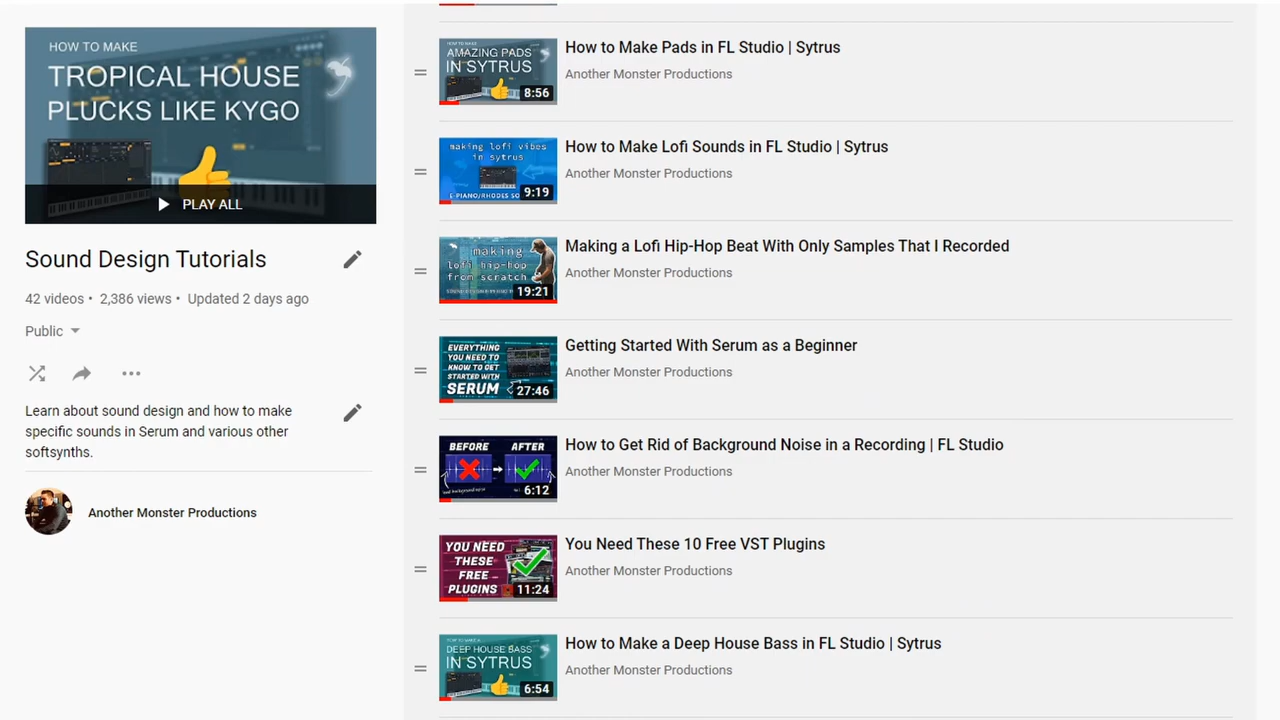 HOW TO MAKE
TROPICAL HOUSE
PLUCKS LIKE KYGO
PLAY ALL
Sound Design Tutorials
42 videos • 2,386 views • Updated 2 days ago
Public
Learn about sound design and how to make
specific sounds in Serum and various other
softsynths.
Another Monster Productions
AMAZING PADS
IN SYTRUS
8:56
How to Make Pads in FL Studio | Sytrus
Another Monster Productions
making lofi vibes
in sytrus
E-PIANO/RHODES
9:19
How to Make Lofi Sounds in FL Studio | Sytrus
Another Monster Productions
making
lofi hip-hop
from scratch
19:21
Making a Lofi Hip-Hop Beat With Only Samples That I Recorded
Another Monster Productions
EVERYTHING
YOU NEED TO
KNOW TO GET
STARTED WITH
SERUM
27:46
Getting Started With Serum as a Beginner
Another Monster Productions
BEFORE AFTER
6:12
How to Get Rid of Background Noise in a Recording | FL Studio
Another Monster Productions
YOU NEED
THESE
FREE
PLUGINS
11:24
You Need These 10 Free VST Plugins
Another Monster Productions
DEEP HOUSE BASS
IN SYTRUS
6:54
How to Make a Deep House Bass in FL Studio | Sytrus
Another Monster Productions